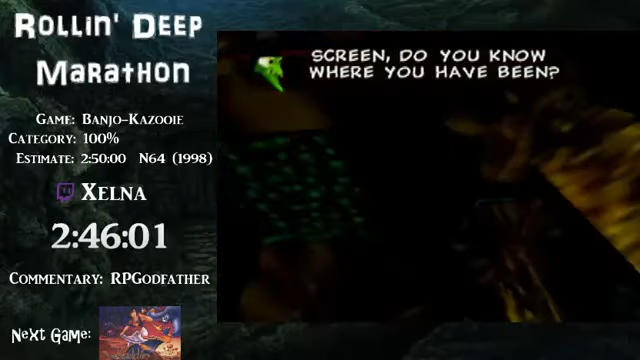 Rollin' Deep
Marathon
Game: Banjo-Kazooie
Category: 100%
Estimate: 2:50:00 N64 (1998)
Xelna
2:46:01
Commentary: RPGodfather
Next Game:
SCREEN, DO YOU KNOW
WHERE YOU HAVE BEEN?